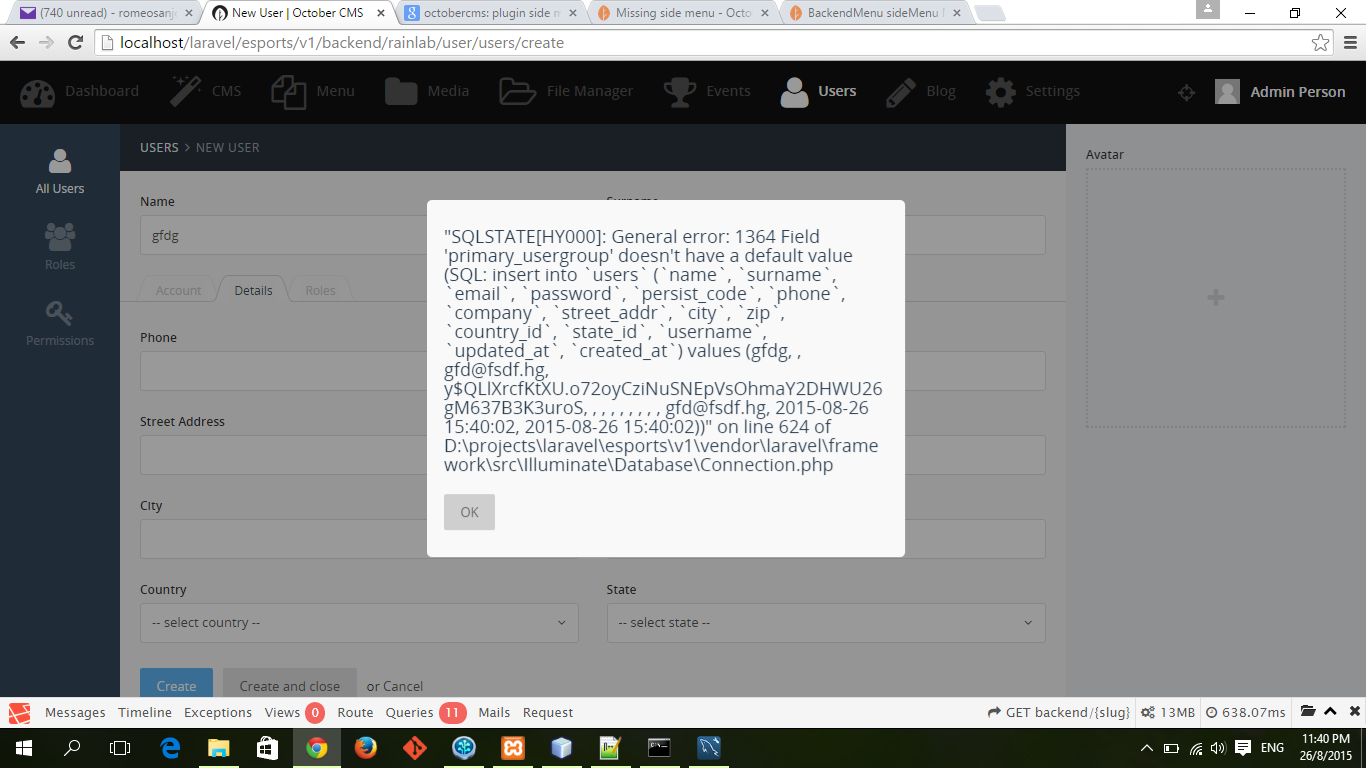 (740 unread) - romeosanj
New User | October CMS
octobercms: plugin side m
Missing side menu - Octo
BackendMenu sideMenu
localhost/laravel/esports/v1/backend/rainlab/user/users/create
Dashboard
CMS
Menu
Media
File Manager
Events
Users
Blog
Settings
Admin Person
All Users
Roles
Permissions
USERS > NEW USER
Avatar
Name
Surname
gfdg
Account
Details
Roles
"SQLSTATE[HY000]: General error: 1364 Field
'primary_usergroup' doesn't have a default value
(SQL: insert into `users` (`name`, `surname`,
`email`, `password`, `persist_code`, `phone`,
`company`, `street_addr`, `city`, `zip`,
`country_id`, `state_id`, `username`,
`updated_at`, `created_at`) values (gfdg, ,
gfd@fsdf.hg,
y$QLlXrcfKtXU.o72oyCziNuSNEpVsOhmaY2DHWU26
gM637B3K3uroS, , , , , , , , , gfd@fsdf.hg, 2015-08-26
15:40:02, 2015-08-26 15:40:02))" on line 624 of
D:\projects\laravel\esports\v1\vendor\laravel\frame
work\src\Illuminate\Database\Connection.php
OK
Phone
Street Address
City
Country
State
-- select country --
-- select state --
Create
Create and close
or Cancel
Messages
Timeline
Exceptions
Views 0
Route
Queries 11
Mails
Request
GET backend/{slug}
13MB
638.07ms
ENG
11:40 PM
26/8/2015